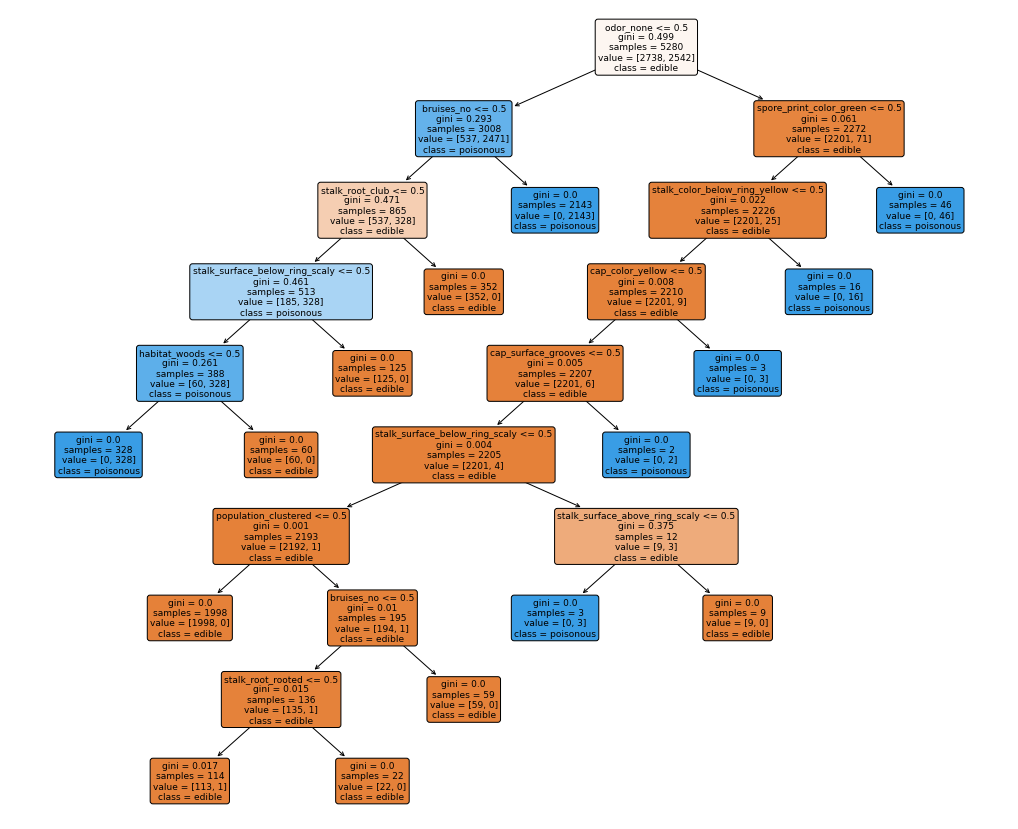 odor_none <= 0.5
gini = 0.499
samples = 5280
value = [2738, 2542]
class = edible
bruises_no <= 0.5
gini = 0.293
samples = 3008
value = [537, 2471]
class = poisonous
spore_print_color_green <= 0.5
gini = 0.061
samples = 2272
value = [2201, 71]
class = edible
stalk_root_club <= 0.5
gini = 0.471
samples = 865
value = [537, 328]
class = edible
gini = 0.0
samples = 2143
value = [0, 2143]
class = poisonous
stalk_color_below_ring_yellow <= 0.5
gini = 0.022
samples = 2226
value = [2201, 25]
class = edible
gini = 0.0
samples = 46
value = [0, 46]
class = poisonous
stalk_surface_below_ring_scaly <= 0.5
gini = 0.461
samples = 513
value = [185, 328]
class = poisonous
gini = 0.0
samples = 352
value = [352, 0]
class = edible
cap_color_yellow <= 0.5
gini = 0.008
samples = 2210
value = [2201, 9]
class = edible
gini = 0.0
samples = 16
value = [0, 16]
class = poisonous
habitat_woods <= 0.5
gini = 0.261
samples = 388
value = [60, 328]
class = poisonous
gini = 0.0
samples = 125
value = [125, 0]
class = edible
cap_surface_grooves <= 0.5
gini = 0.005
samples = 2207
value = [2201, 6]
class = edible
gini = 0.0
samples = 3
value = [0, 3]
class = poisonous
gini = 0.0
samples = 328
value = [0, 328]
class = poisonous
gini = 0.0
samples = 60
value = [60, 0]
class = edible
stalk_surface_below_ring_scaly <= 0.5
gini = 0.004
samples = 2205
value = [2201, 4]
class = edible
gini = 0.0
samples = 2
value = [0, 2]
class = poisonous
population_clustered <= 0.5
gini = 0.001
samples = 2193
value = [2192, 1]
class = edible
stalk_surface_above_ring_scaly <= 0.5
gini = 0.375
samples = 12
value = [9, 3]
class = edible
gini = 0.0
samples = 1998
value = [1998, 0]
class = edible
bruises_no <= 0.5
gini = 0.01
samples = 195
value = [194, 1]
class = edible
gini = 0.0
samples = 3
value = [0, 3]
class = poisonous
gini = 0.0
samples = 9
value = [9, 0]
class = edible
stalk_root_rooted <= 0.5
gini = 0.015
samples = 136
value = [135, 1]
class = edible
gini = 0.0
samples = 59
value = [59, 0]
class = edible
gini = 0.017
samples = 114
value = [113, 1]
class = edible
gini = 0.0
samples = 22
value = [22, 0]
class = edible